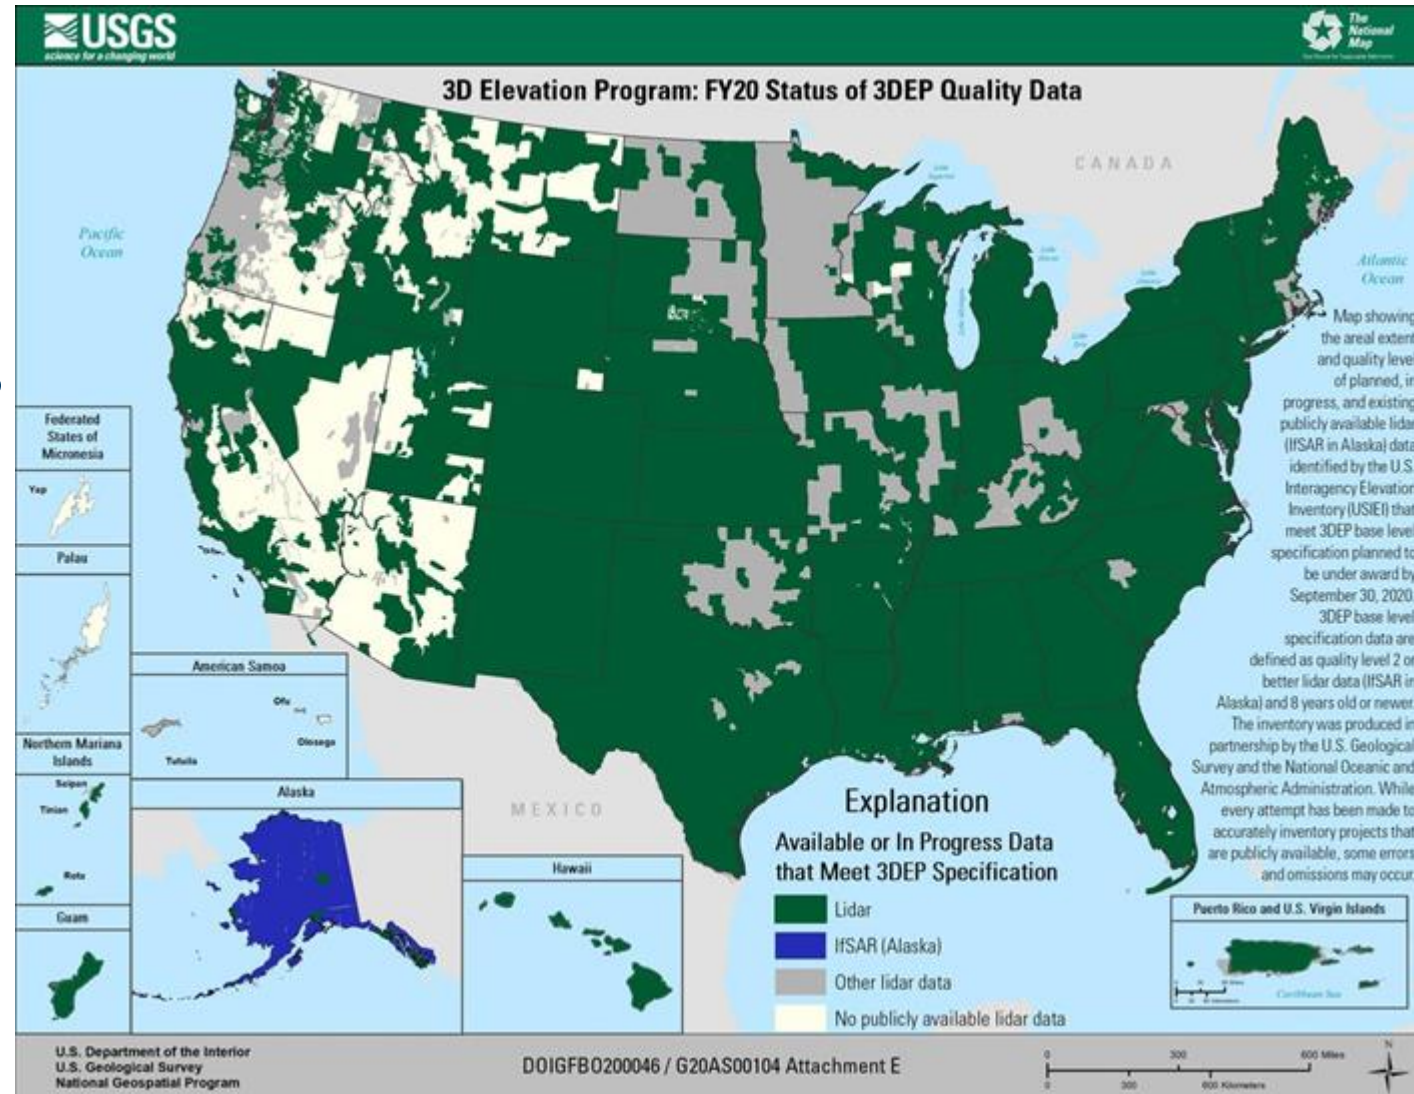 USGS
science for a changing world
The
National
Map
3D Elevation Program: FY20 Status of 3DEP Quality Data
CANADA
Pacific
Ocean
Atlantic
Ocean
Lake
Superior
Lake Michigan
Lake
Lake
Lake
Erie
Map showing
the areal extent
and quality level
of planned, in
progress, and existing
publicly available lidar
(IfSAR in Alaska) data
identified by the U.S.
Interagency Elevation
Inventory (USIEI) that
meet 3DEP base level
specification planned to
be under award by
September 30, 2020.
3DEP base level
specification data are
defined as quality level 2 or
better lidar data (IfSAR in
Alaska) and 8 years old or newer.
The inventory was produced in
partnership by the U.S. Geological
Survey and the National Oceanic and
Atmospheric Administration. While
every attempt has been made to
accurately inventory projects that
are publicly available, some errors
and omissions may occur.
Federated
States of
Micronesia
Yap
Palau
American Samoa
Ofu
Olosega
Tutuila
Northern Mariana
Islands
Saipan
Tinian
Rota
Guam
Alaska
MEXICO
Hawaii
Explanation
Available or In Progress Data
that Meet 3DEP Specification
Lidar
IfSAR (Alaska)
Other lidar data
No publicly available lidar data
Puerto Rico and U.S. Virgin Islands
Caribbean Sea
U.S. Department of the Interior
U.S. Geological Survey
National Geospatial Program
DOIGFBO200046 / G20AS00104 Attachment E
0 300 600 Miles
0 300 600 Kilometers
N